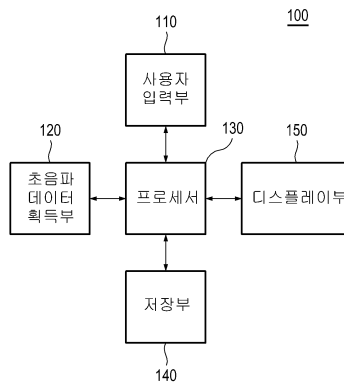 100
110
사용자
입력부
120
초음파
데이터
획득부
130
프로세서
150
디스플레이부
저장부
140